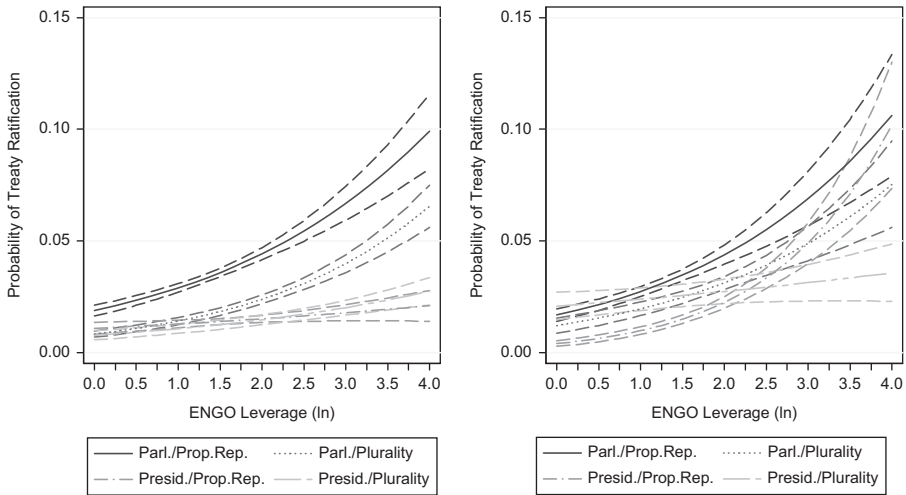 Probability of Treaty Ratification
0.15
0.10
0.05
0.00
0.0 0.5 1.0 1.5 2.0 2.5 3.0 3.5 4.0
ENGO Leverage (ln)
Parl./Prop.Rep. Parl./Plurality
Presid./Prop.Rep. Presid./Plurality
Probability of Treaty Ratification
0.15
0.10
0.05
0.00
0.0 0.5 1.0 1.5 2.0 2.5 3.0 3.5 4.0
ENGO Leverage (ln)
Parl./Prop.Rep. Parl./Plurality
Presid./Prop.Rep. Presid./Plurality